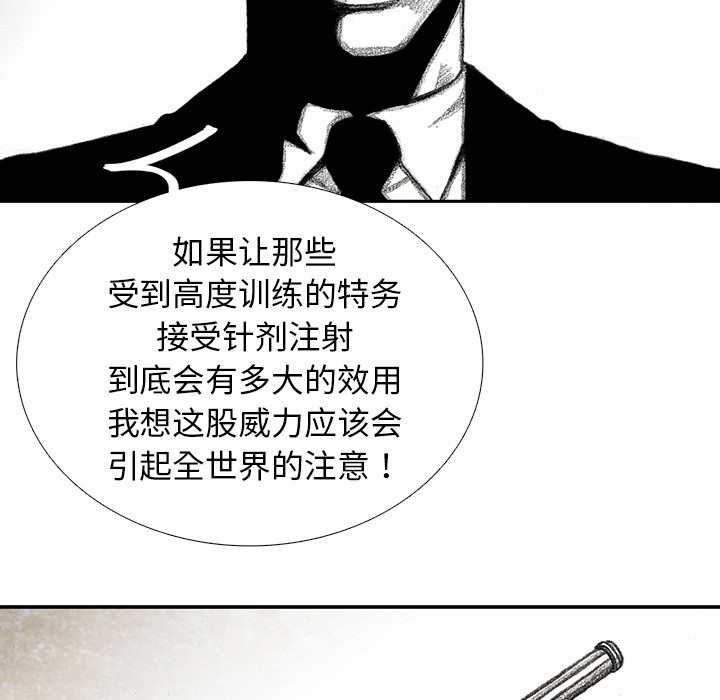 如果让那些
受到高度训练的特务
接受针剂注射
到底会有多大的效用
我想这股威力应该会
引起全世界的注意！